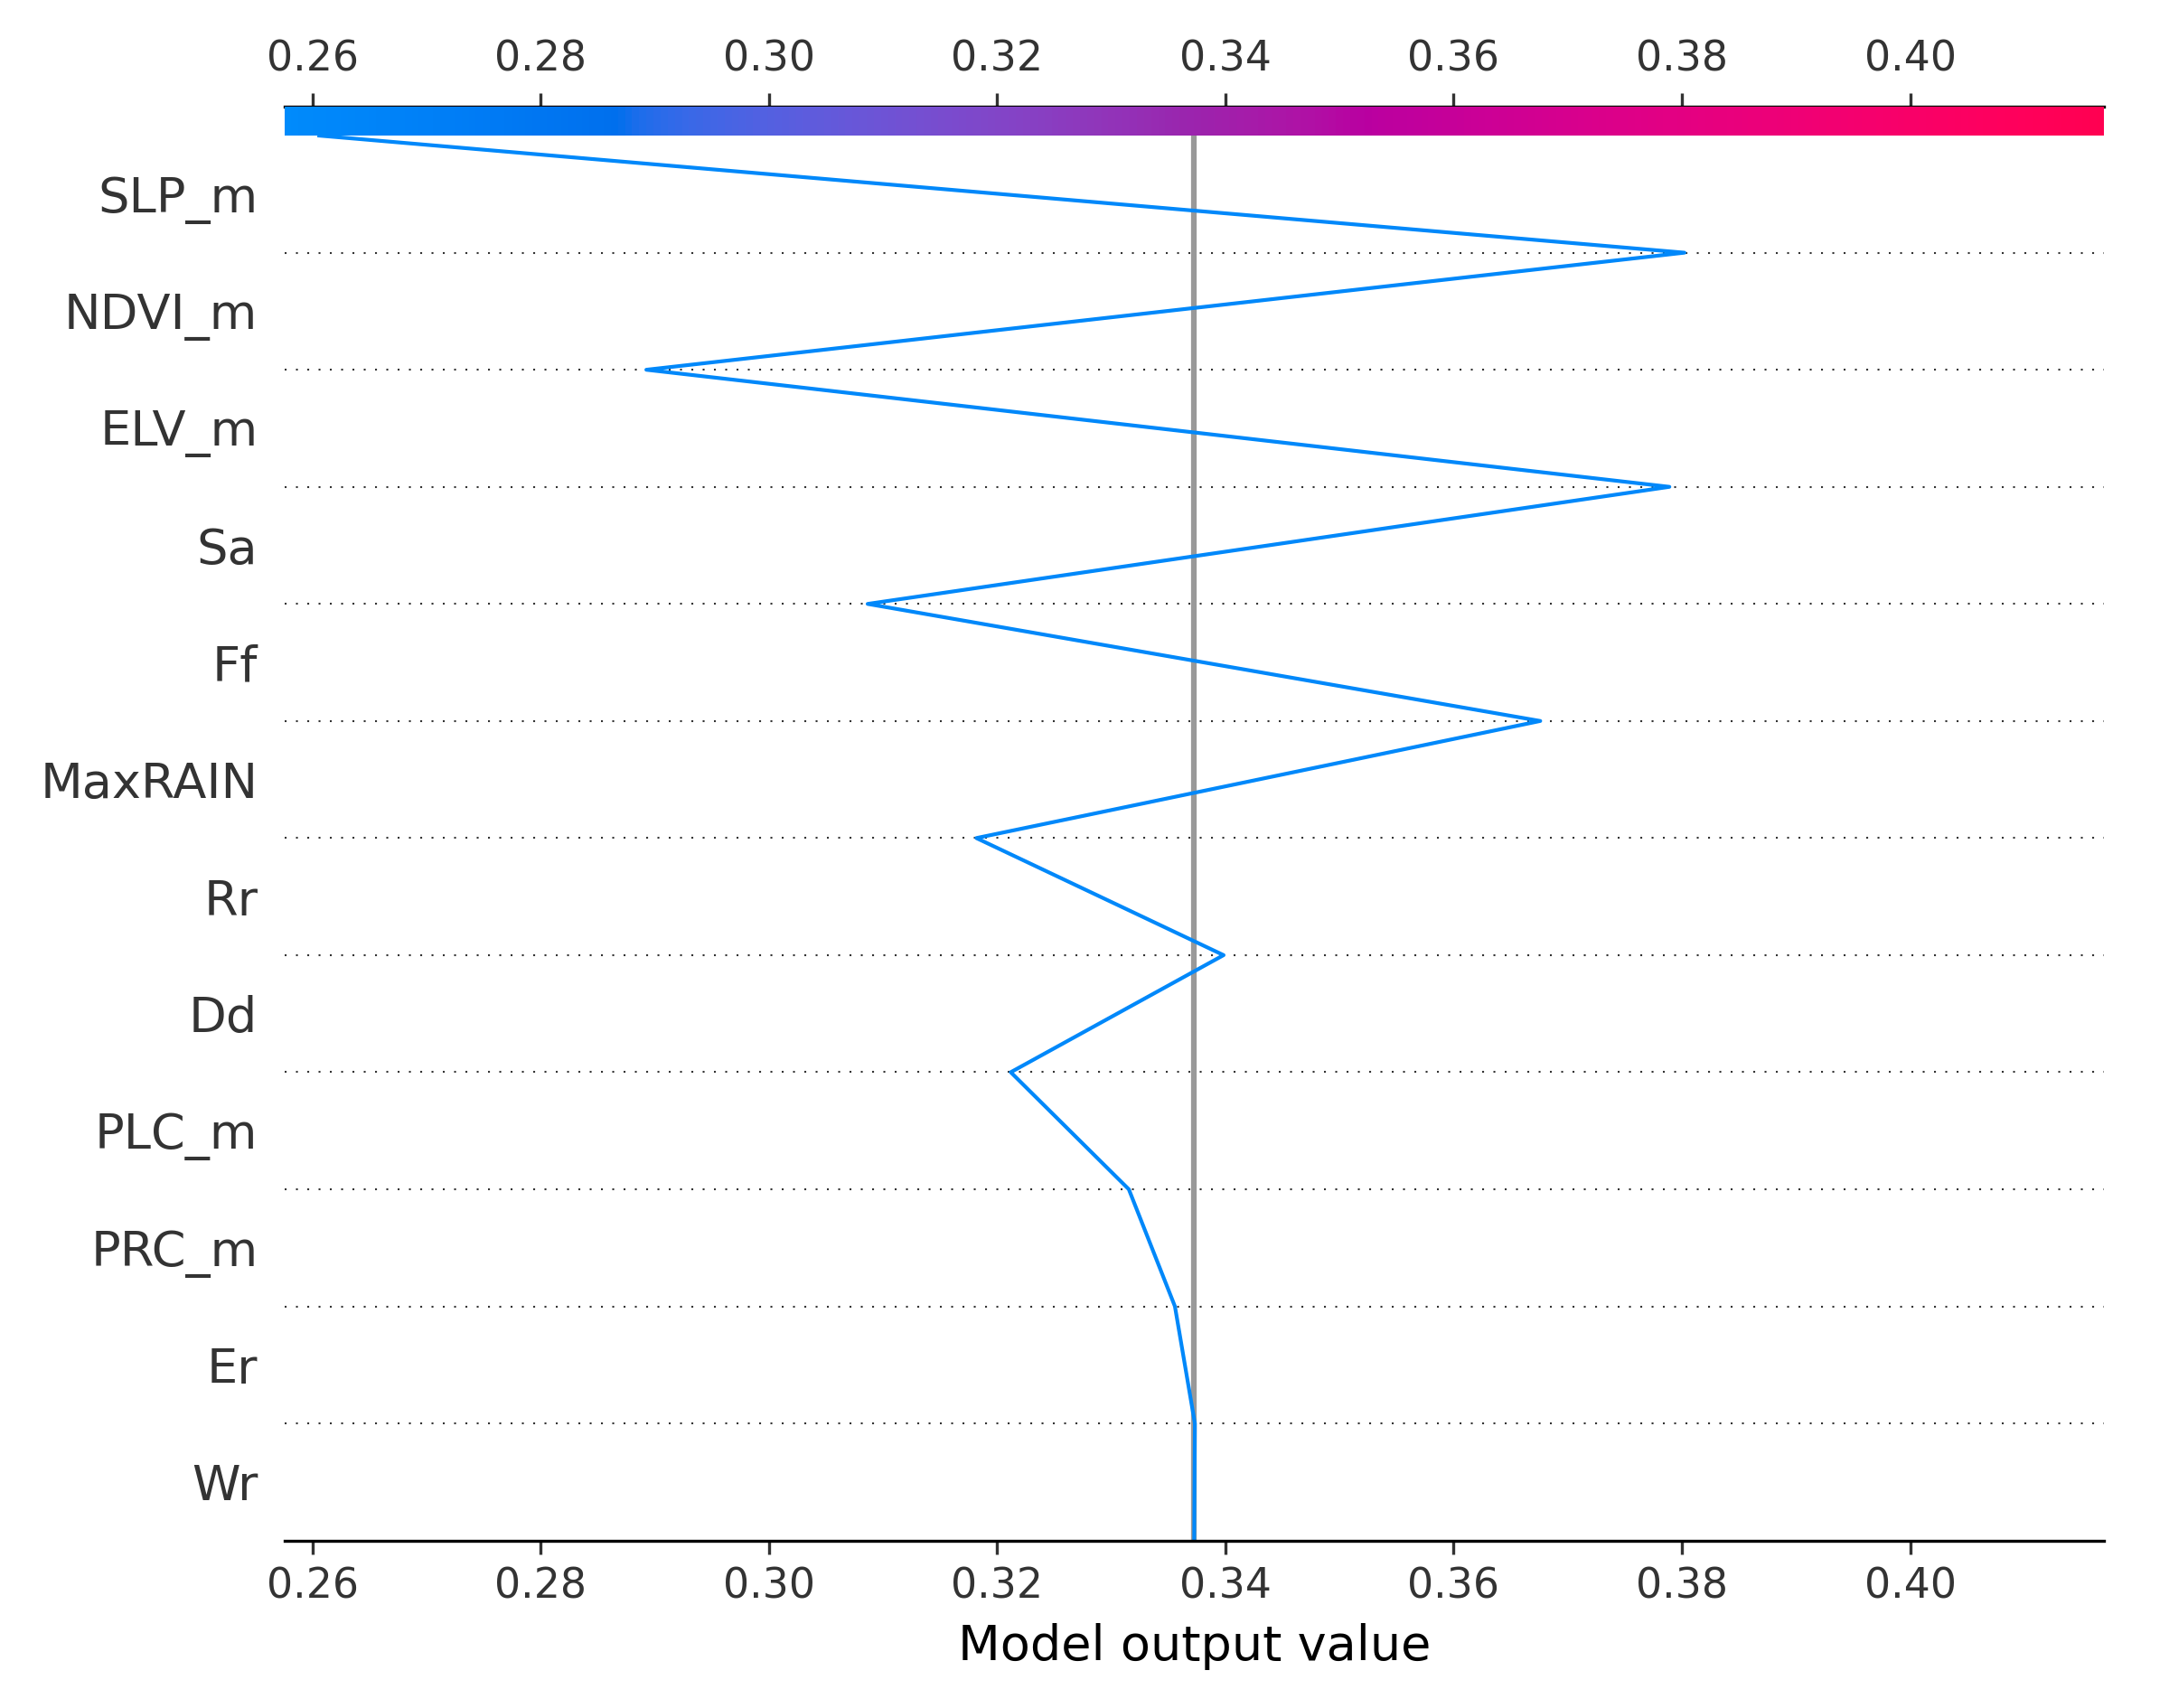 0.26 0.28 0.30 0.32 0.34 0.36 0.38 0.40
SLP_m
NDVI_m
ELV_m
Sa
Ff
MaxRAIN
Rr
Dd
PLC_m
PRC_m
Er
Wr
0.26 0.28 0.30 0.32 0.34 0.36 0.38 0.40
Model output value